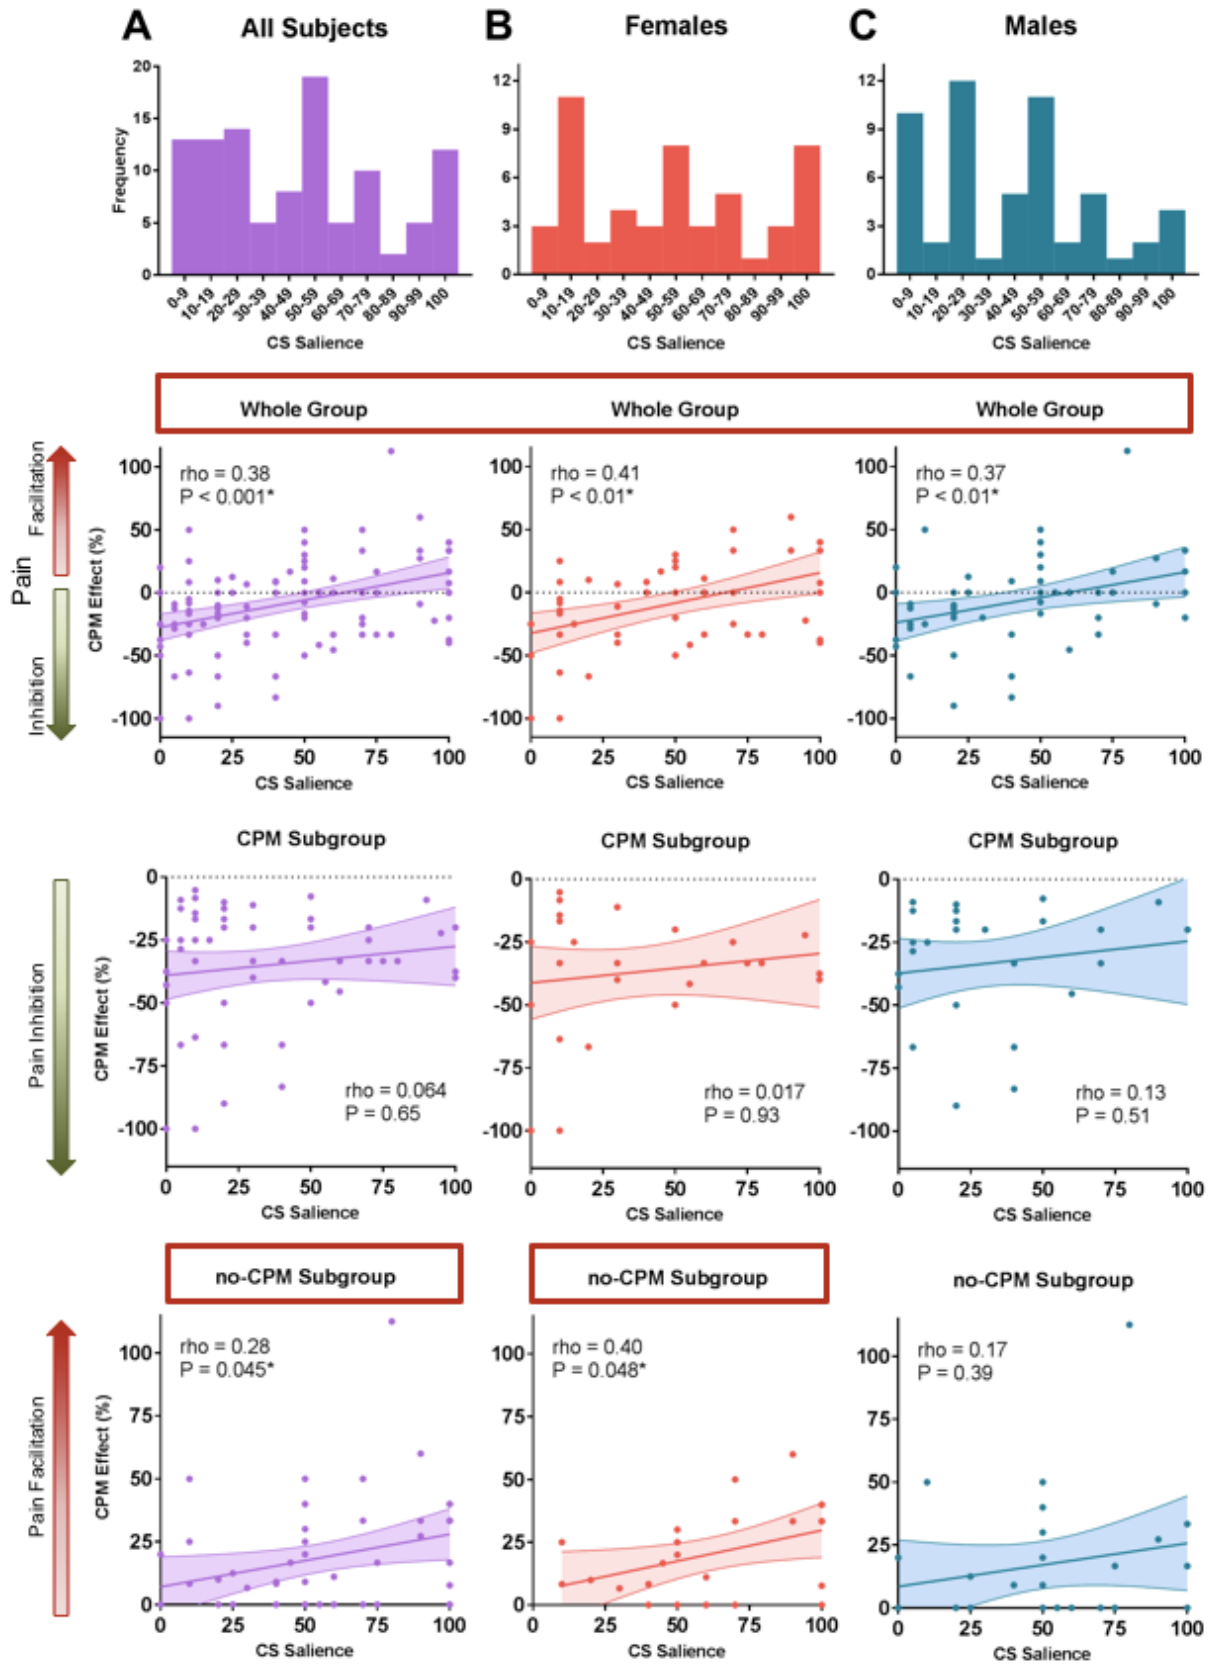 A All Subjects
B Females
C Males
Frequency
20
15
10
5
0
0-9 10-19 20-29 30-39 40-49 50-59 60-69 70-79 80-89 90-99 100
CS Salience
12
9
6
3
0
0-9 10-19 20-29 30-39 40-49 50-59 60-69 70-79 80-89 90-99 100
CS Salience
12
9
6
3
0
0-9 10-19 20-29 30-39 40-49 50-59 60-69 70-79 80-89 90-99 100
CS Salience
Pain
Facilitation
Inhibition
CPM Effect (%)
Whole Group
rho = 0.38
P < 0.001*
100
50
0
-50
-100
0 25 50 75 100
CS Salience
Whole Group
rho = 0.41
P < 0.01*
100
50
0
-50
-100
0 25 50 75 100
CS Salience
Whole Group
rho = 0.37
P < 0.01*
100
50
0
-50
-100
0 25 50 75 100
CS Salience
Pain Inhibition
CPM Effect (%)
CPM Subgroup
0
-25
-50
-75
-100
rho = 0.064
P = 0.65
0 25 50 75 100
CS Salience
CPM Subgroup
0
-25
-50
-75
-100
rho = 0.017
P = 0.93
0 25 50 75 100
CS Salience
CPM Subgroup
0
-25
-50
-75
-100
rho = 0.13
P = 0.51
0 25 50 75 100
CS Salience
Pain Facilitation
CPM Effect (%)
no-CPM Subgroup
rho = 0.28
P = 0.045*
100
75
50
25
0
0 25 50 75 100
CS Salience
no-CPM Subgroup
rho = 0.40
P = 0.048*
100
75
50
25
0
0 25 50 75 100
CS Salience
no-CPM Subgroup
rho = 0.17
P = 0.39
100
75
50
25
0
0 25 50 75 100
CS Salience